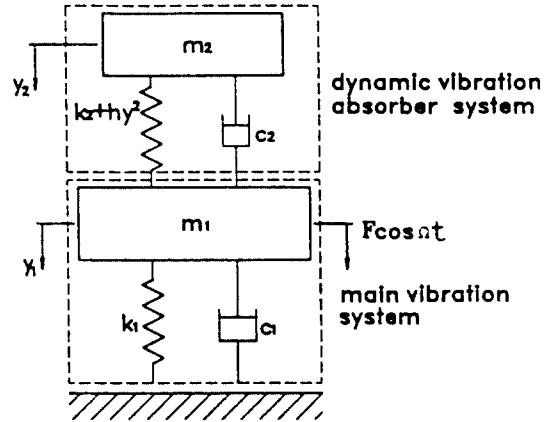 m₂
y₂
k₂+hy²
c₂
dynamic vibration
absorber system
m₁
y₁
FcosΩt
k₁
c₁
main vibration
system